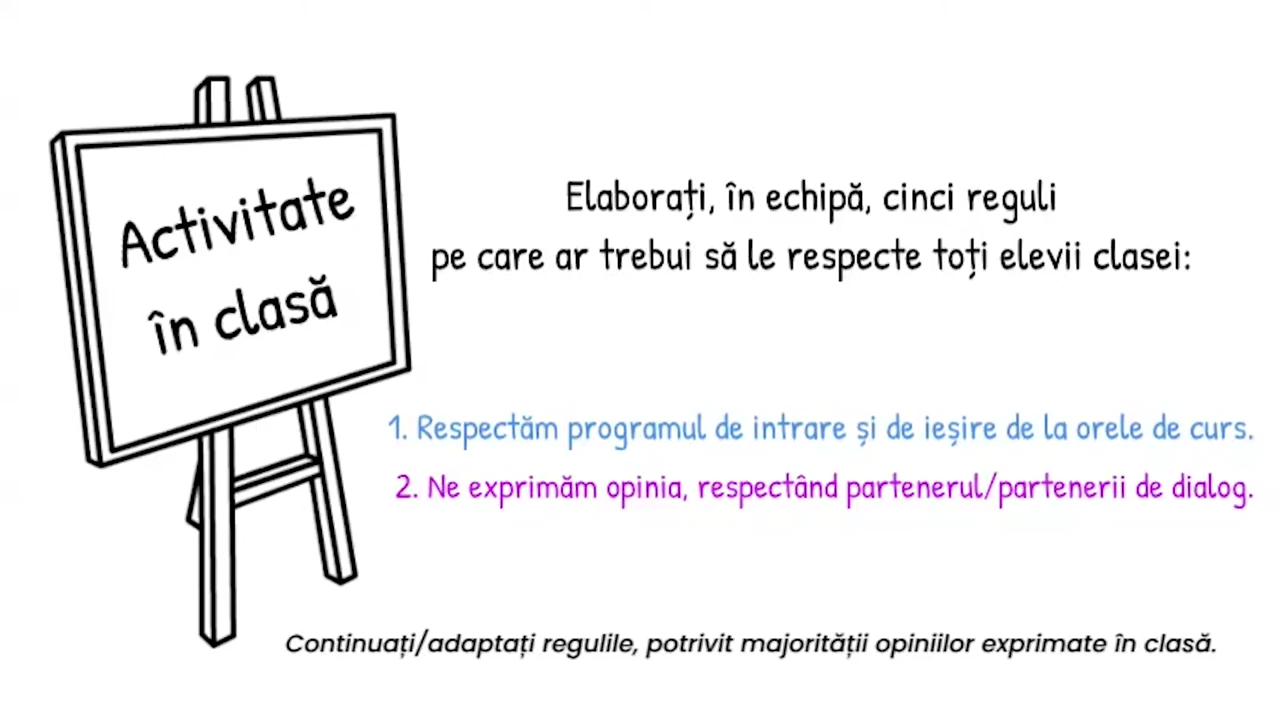 Activitate
în clasă
Elaborați, în echipă, cinci reguli
pe care ar trebui să le respecte toți elevii clasei:
1. Respectăm programul de intrare și de ieșire de la orele de curs.
2. Ne exprimăm opinia, respectând partenerul/partenerii de dialog.
Continuați/adaptați regulile, potrivit majorității opiniilor exprimate în clasă.